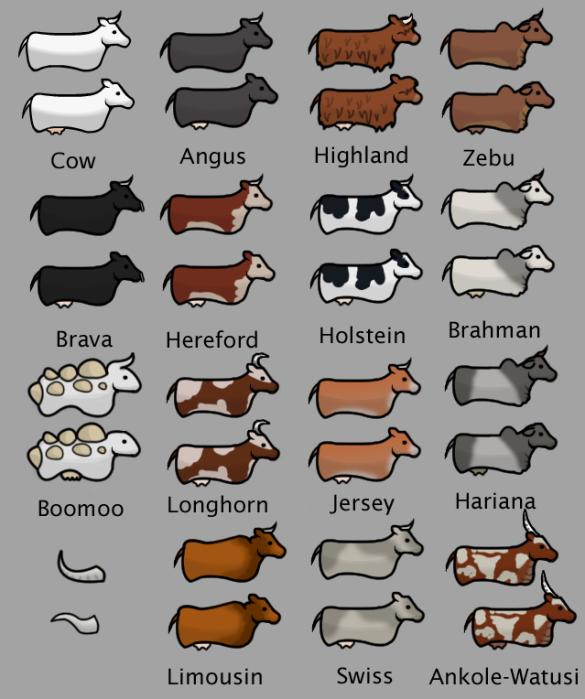 Cow
Angus
Highland
Zebu
Brava
Hereford
Holstein
Brahman
Boomoo
Longhorn
Jersey
Hariana
Limousin
Swiss
Ankole-Watusi